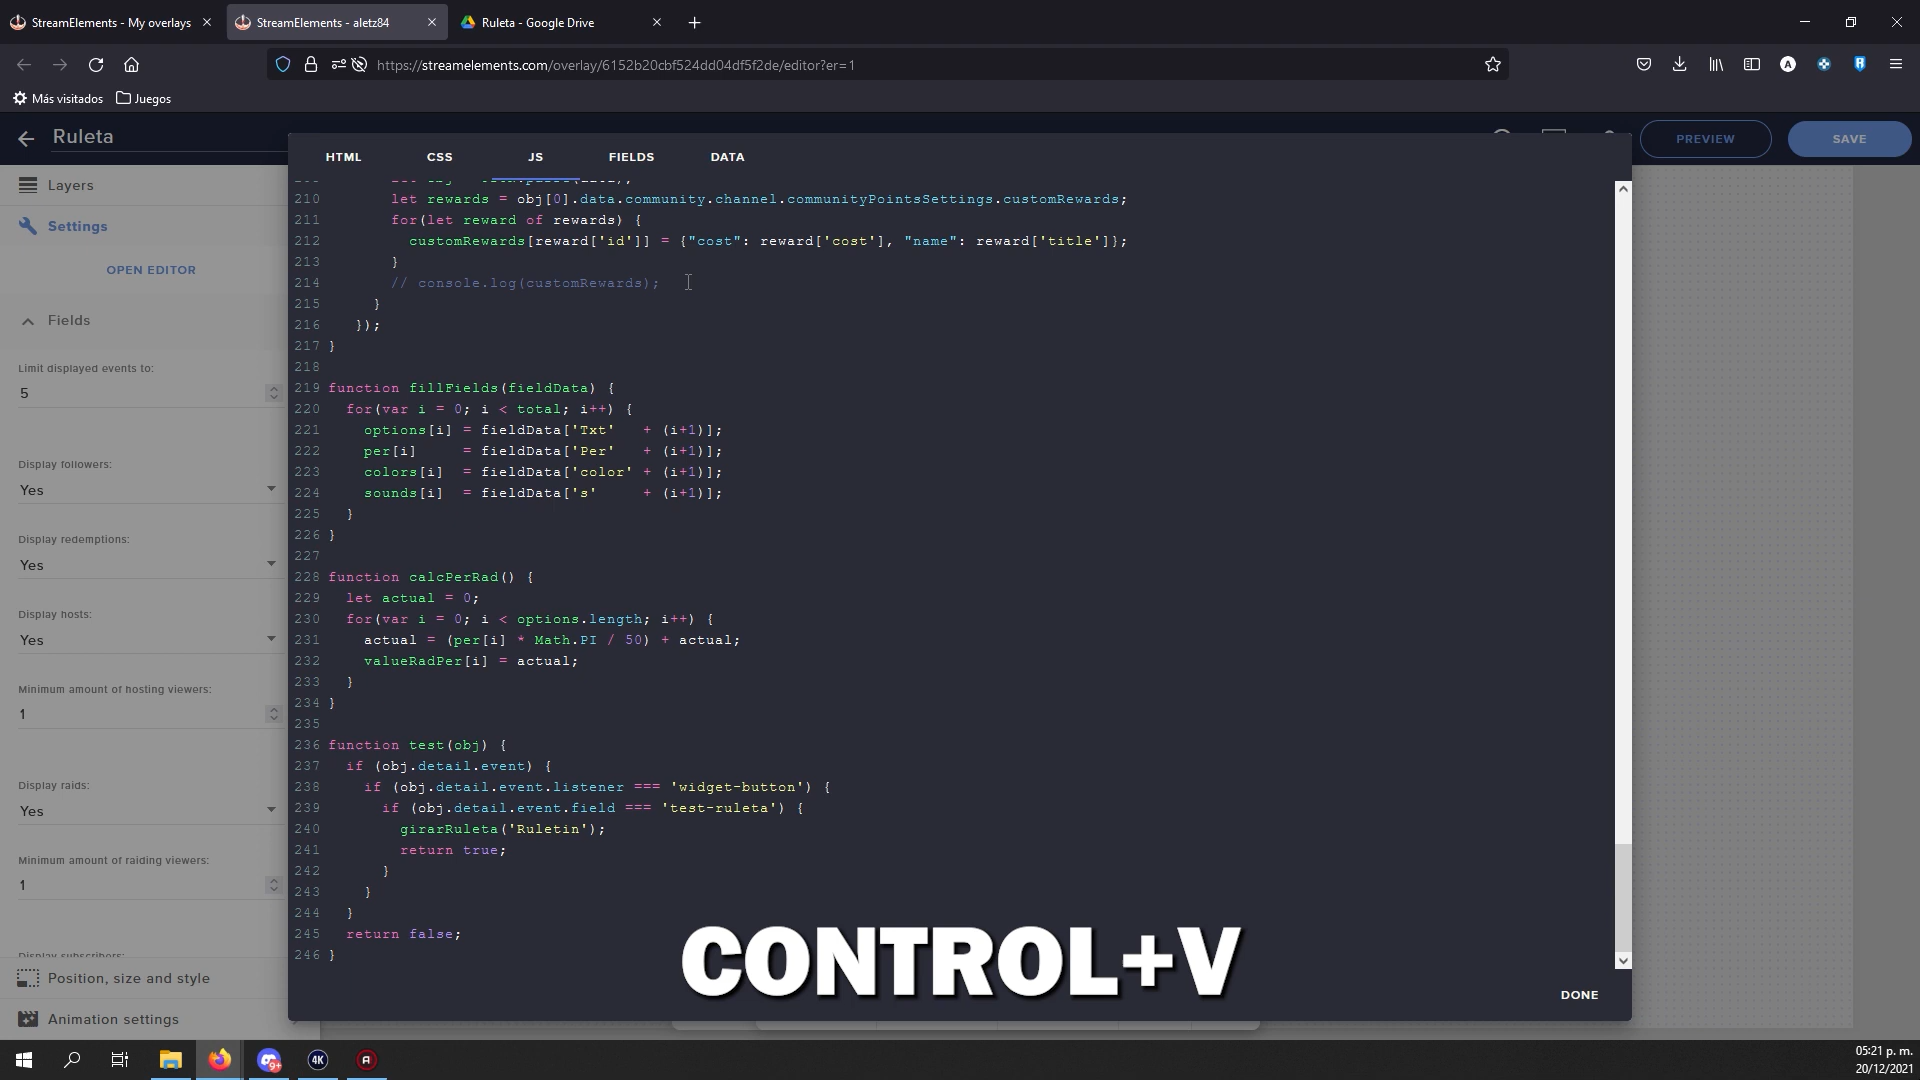 StreamElements - My overlays
StreamElements - aletz84
Ruleta - Google Drive
https://streamelements.com/overlay/6152b20cbf524dd04df5f2de/editor?er=1
Más visitados
Juegos
Ruleta
PREVIEW
SAVE
HTML
CSS
JS
FIELDS
DATA
Layers
Settings
OPEN EDITOR
Fields
Limit displayed events to:
5
Display followers:
Yes
Display redemptions:
Yes
Display hosts:
Yes
Minimum amount of hosting viewers:
1
Display raids:
Yes
Minimum amount of raiding viewers:
1
Display subscribers:
Position, size and style
Animation settings
210 let rewards = obj[0].data.community.channel.communityPointsSettings.customRewards;
211 for(let reward of rewards) {
212 customRewards[reward['id']] = {"cost": reward['cost'], "name": reward['title']};
213 }
214 // console.log(customRewards);
215 }
216 });
217 }
218
219 function fillFields(fieldData) {
220 for(var i = 0; i < total; i++) {
221 options[i] = fieldData['Txt' + (i+1)];
222 per[i] = fieldData['Per' + (i+1)];
223 colors[i] = fieldData['color' + (i+1)];
224 sounds[i] = fieldData['s' + (i+1)];
225 }
226 }
227
228 function calcPerRad() {
229 let actual = 0;
230 for(var i = 0; i < options.length; i++) {
231 actual = (per[i] * Math.PI / 50) + actual;
232 valueRadPer[i] = actual;
233 }
234 }
235
236 function test(obj) {
237 if (obj.detail.event) {
238 if (obj.detail.event.listener === 'widget-button') {
239 if (obj.detail.event.field === 'test-ruleta') {
240 girarRuleta('Ruletin');
241 return true;
242 }
243 }
244 }
245 return false;
246 }
CONTROL+V
DONE
4K
9+
05:21 p. m.
20/12/2021